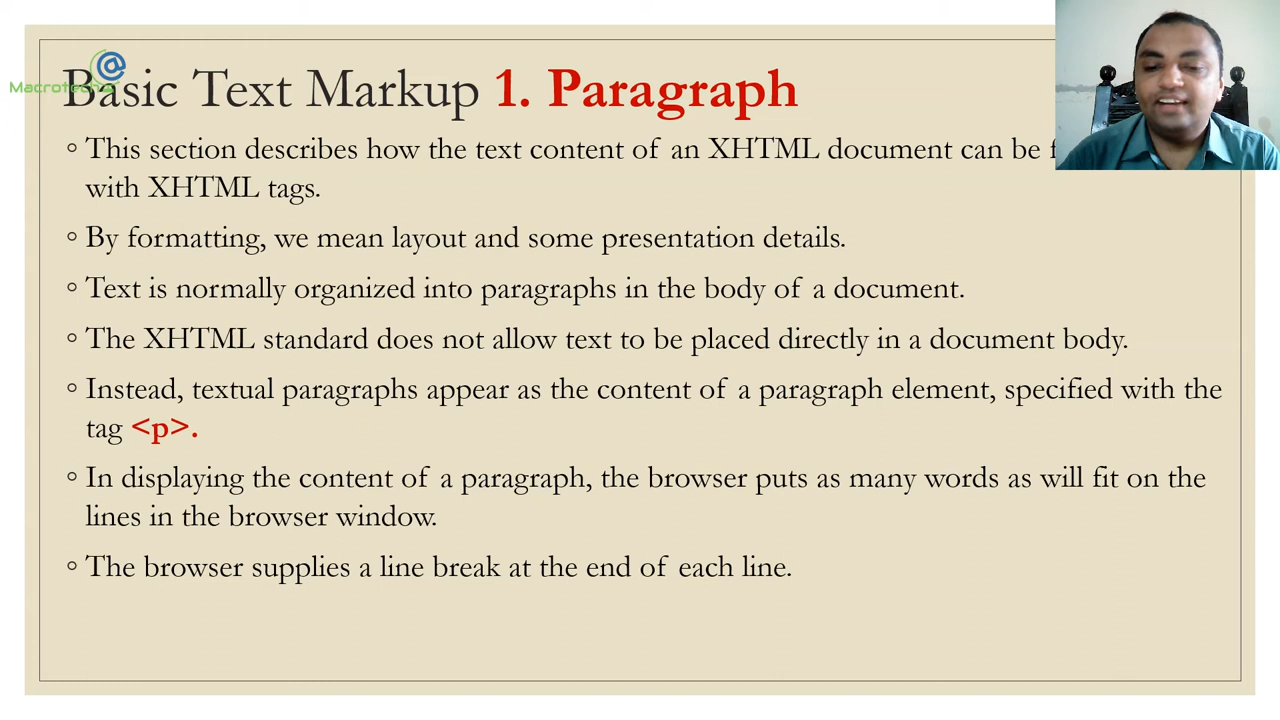 Macrotech
Basic Text Markup 1. Paragraph
◦ This section describes how the text content of an XHTML document can be
with XHTML tags.
◦ By formatting, we mean layout and some presentation details.
◦ Text is normally organized into paragraphs in the body of a document.
◦ The XHTML standard does not allow text to be placed directly in a document body.
◦ Instead, textual paragraphs appear as the content of a paragraph element, specified with the
tag <p>.
◦ In displaying the content of a paragraph, the browser puts as many words as will fit on the
lines in the browser window.
◦ The browser supplies a line break at the end of each line.